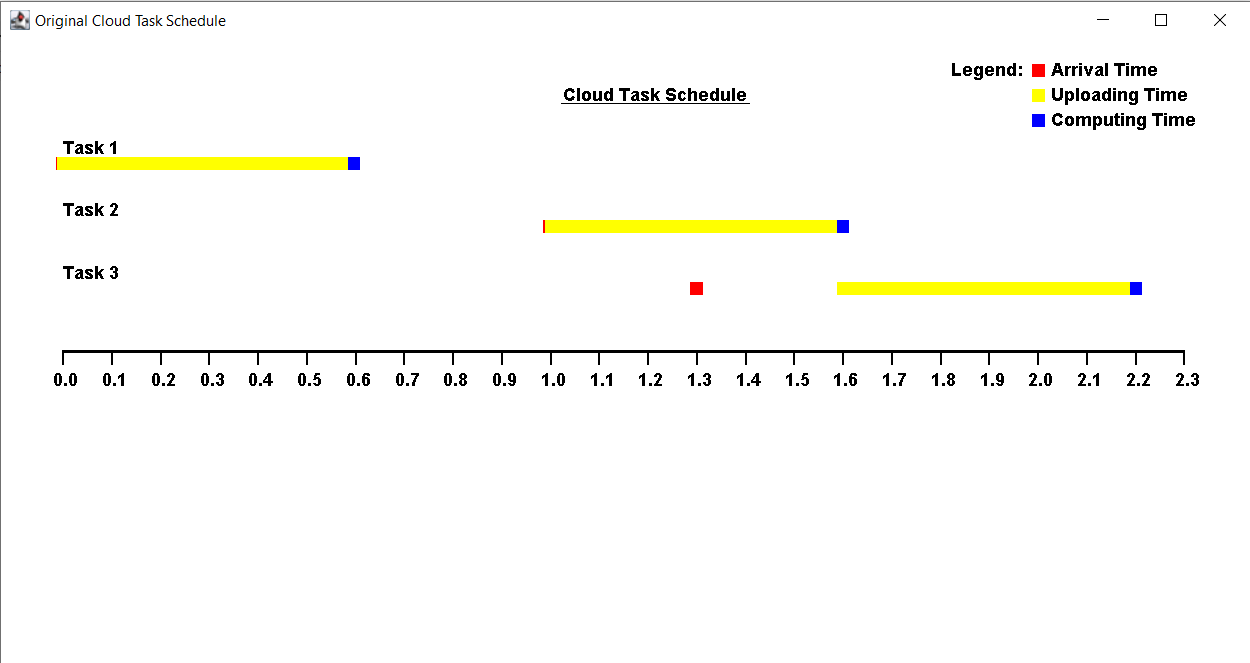 Original Cloud Task Schedule
Legend: Arrival Time
Cloud Task Schedule
Uploading Time
Computing Time
Task 1
Task 2
Task 3
0.0 0.1 0.2 0.3 0.4 0.5 0.6 0.7 0.8 0.9 1.0 1.1 1.2 1.3 1.4 1.5 1.6 1.7 1.8 1.9 2.0 2.1 2.2 2.3